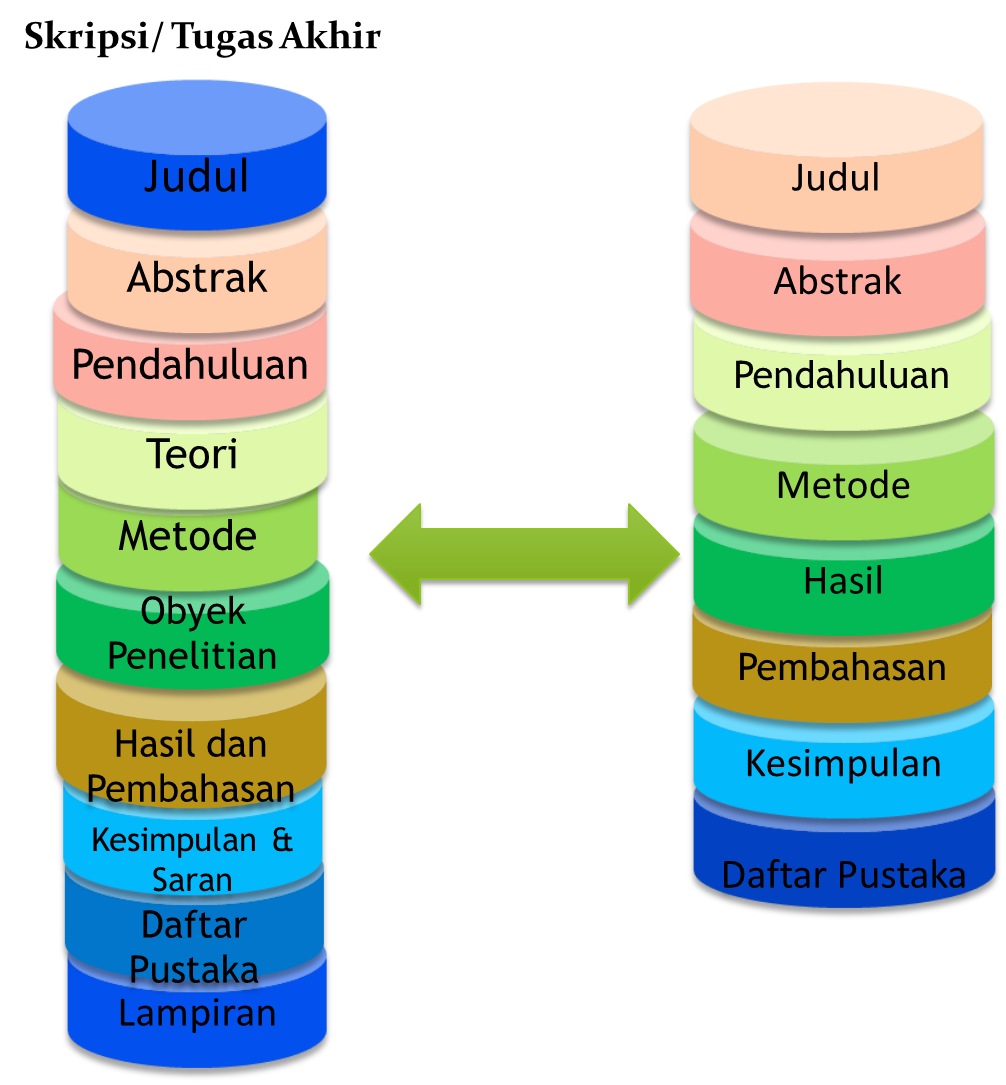 Skripsi/ Tugas Akhir
Judul
Abstrak
Pendahuluan
Teori
Metode
Obyek
Penelitian
Hasil dan
Pembahasan
Kesimpulan &
Saran
Daftar
Pustaka
Lampiran
Judul
Abstrak
Pendahuluan
Metode
Hasil
Pembahasan
Kesimpulan
Daftar Pustaka